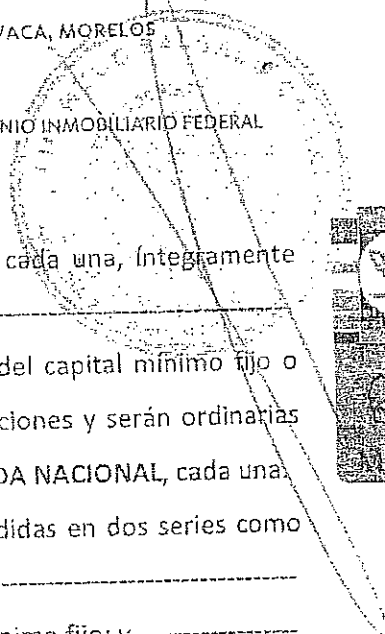 VACA, MORELOS
NIO INMOBILIARIO FEDERAL
cada una, íntegramente
del capital mínimo fijo o
ciones y serán ordinarias
DA NACIONAL, cada una.
didas en dos series como
nimo fijo; y